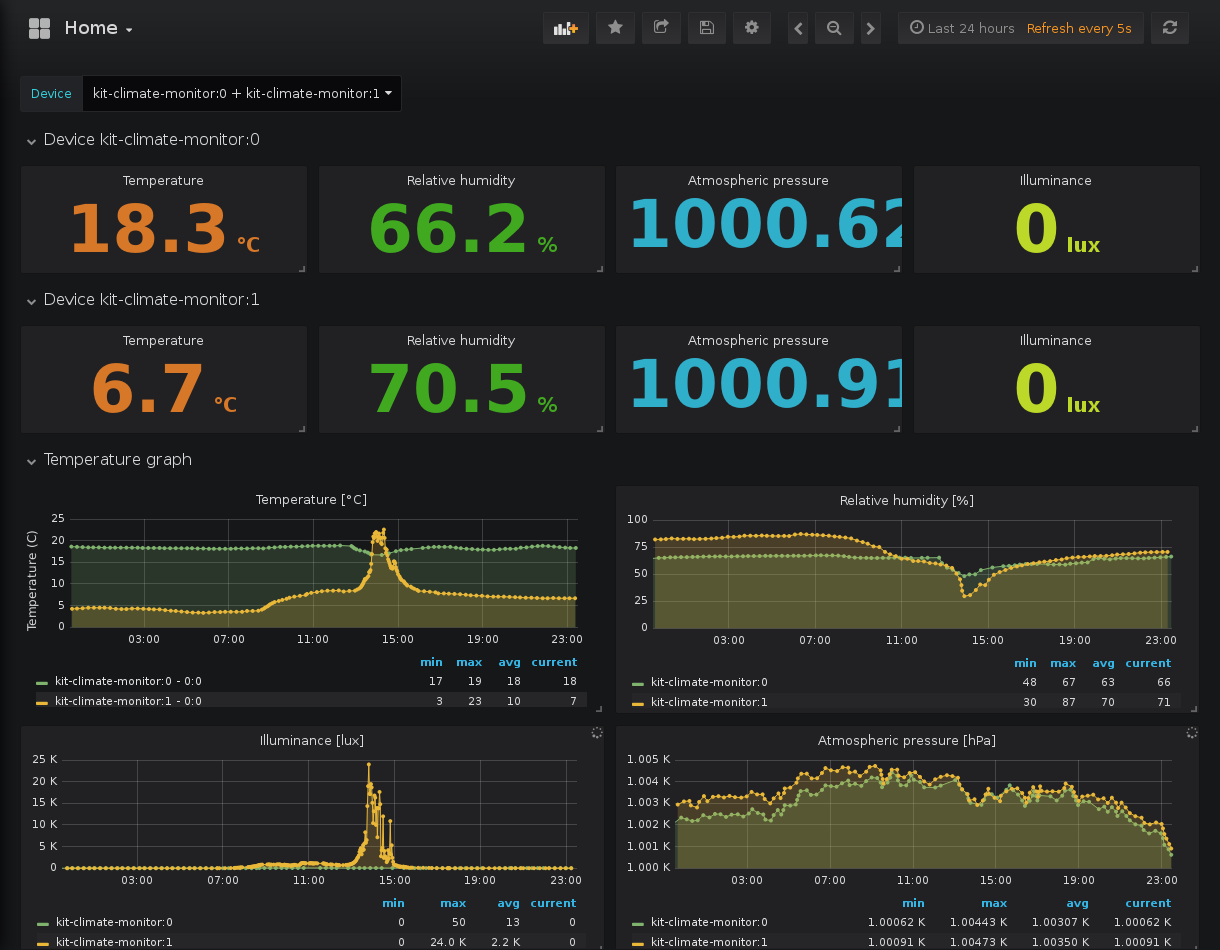 Home
Last 24 hours Refresh every 5s
Device kit-climate-monitor:0 + kit-climate-monitor:1
Device kit-climate-monitor:0
Temperature Relative humidity Atmospheric pressure Illuminance
18.3 °C 66.2 % 1000.62 0 lux
Device kit-climate-monitor:1
Temperature Relative humidity Atmospheric pressure Illuminance
6.7 °C 70.5 % 1000.91 0 lux
Temperature graph
Temperature [°C]
Temperature (C)
25
20
15
10
5
0
03:00 07:00 11:00 15:00 19:00 23:00
min max avg current
kit-climate-monitor:0 - 0:0 17 19 18 18
kit-climate-monitor:1 - 0:0 3 23 10 7
Relative humidity [%]
100
75
50
25
0
03:00 07:00 11:00 15:00 19:00 23:00
min max avg current
kit-climate-monitor:0 48 67 63 66
kit-climate-monitor:1 30 87 70 71
Illuminance [lux]
25 K
20 K
15 K
10 K
5 K
0
03:00 07:00 11:00 15:00 19:00 23:00
min max avg current
kit-climate-monitor:0 0 50 13 0
kit-climate-monitor:1 0 24.0 K 2.2 K 0
Atmospheric pressure [hPa]
1.005 K
1.004 K
1.003 K
1.002 K
1.001 K
1.000 K
03:00 07:00 11:00 15:00 19:00 23:00
min max avg current
kit-climate-monitor:0 1.00062 K 1.00443 K 1.00307 K 1.00062 K
kit-climate-monitor:1 1.00091 K 1.00473 K 1.00350 K 1.00091 K